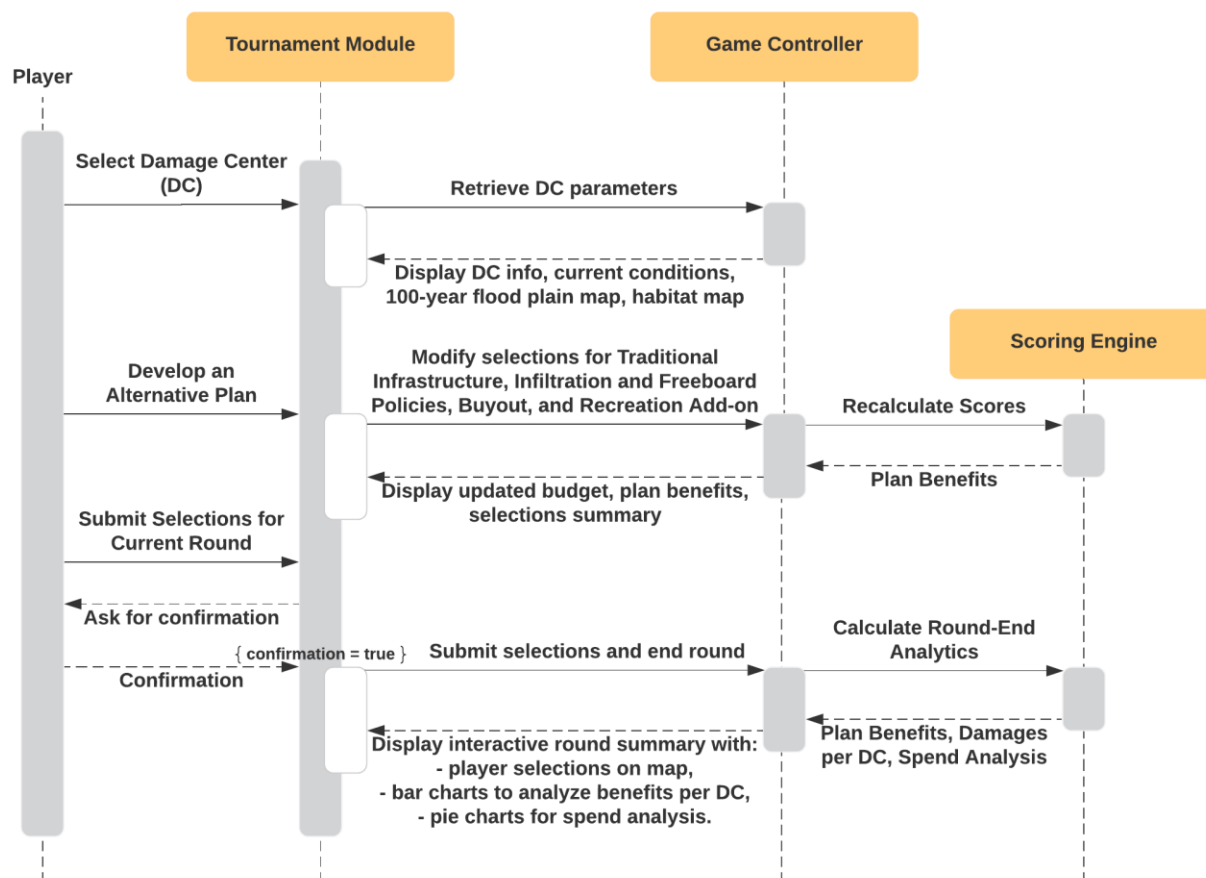 Tournament Module
Game Controller
Player
Select Damage Center
(DC)
Retrieve DC parameters
Display DC info, current conditions,
100-year flood plain map, habitat map
Scoring Engine
Develop an
Alternative Plan
Modify selections for Traditional
Infrastructure, Infiltration and Freeboard
Policies, Buyout, and Recreation Add-on
Recalculate Scores
Plan Benefits
Display updated budget, plan benefits,
selections summary
Submit Selections for
Current Round
Ask for confirmation
{ confirmation = true }
Confirmation
Submit selections and end round
Calculate Round-End
Analytics
Plan Benefits, Damages
per DC, Spend Analysis
Display interactive round summary with:
- player selections on map,
- bar charts to analyze benefits per DC,
- pie charts for spend analysis.